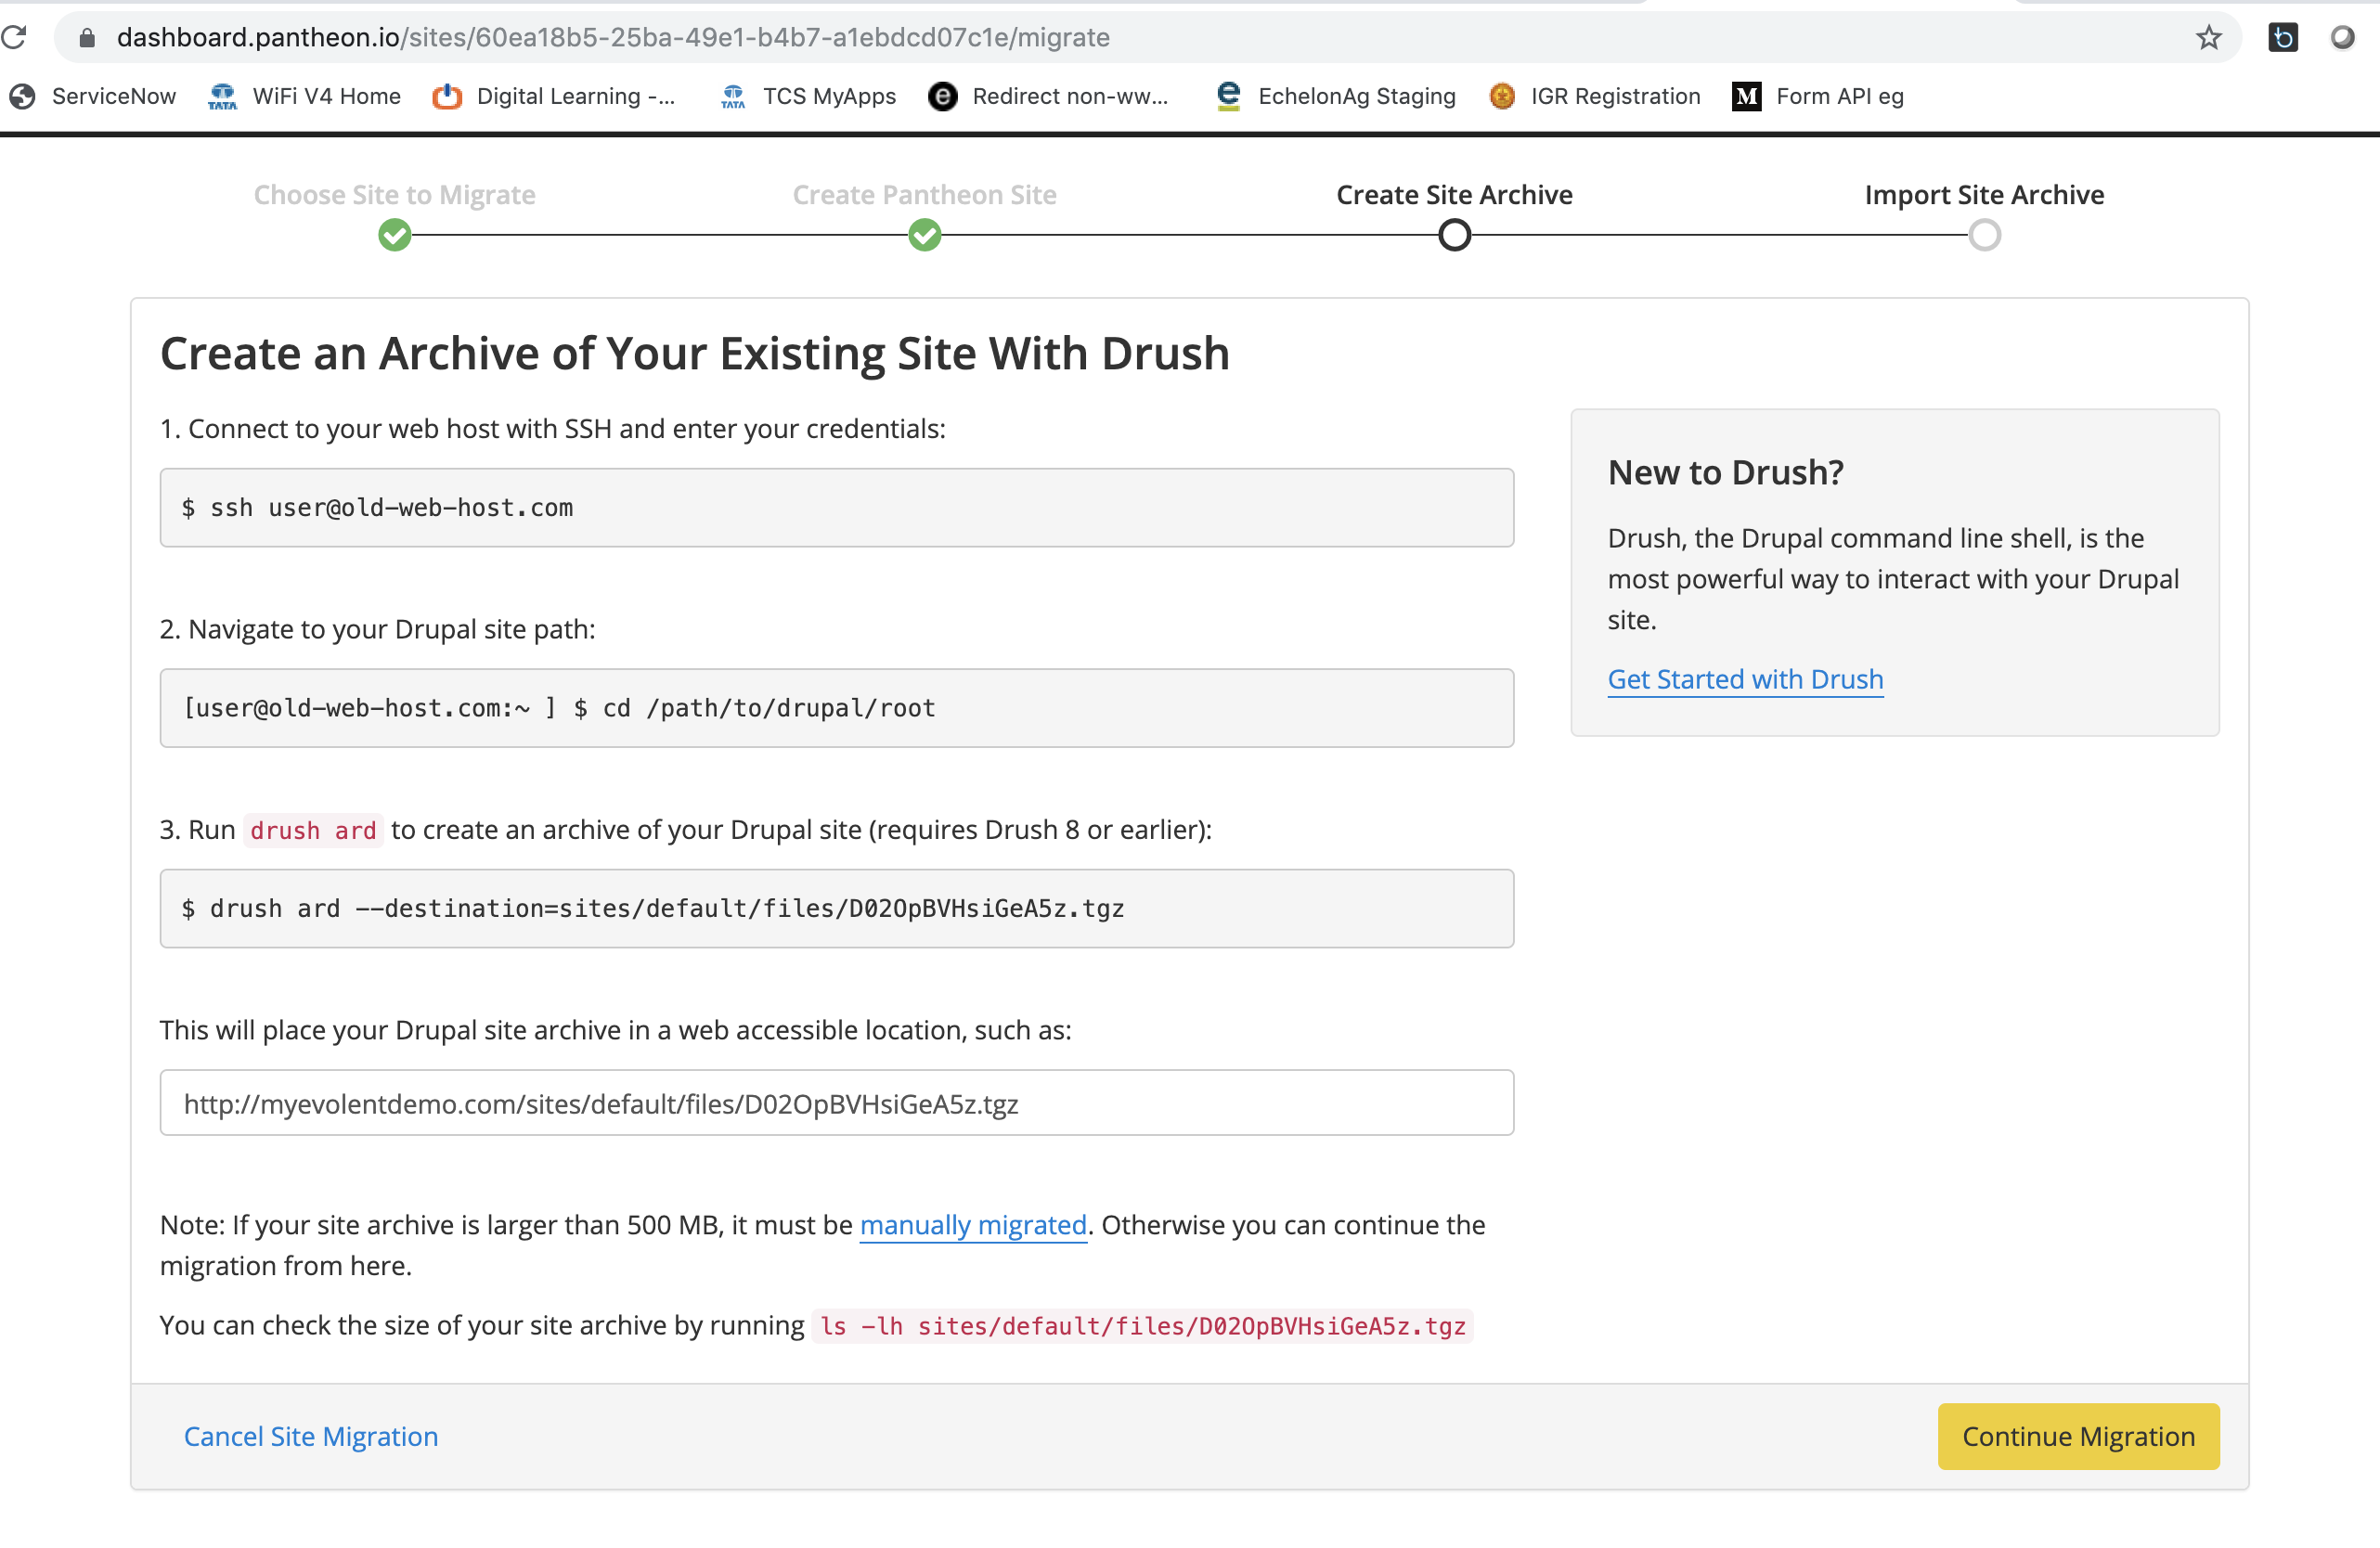 dashboard.pantheon.io/sites/60ea18b5-25ba-49e1-b4b7-a1ebdcd07c1e/migrate
ServiceNow TATA WiFi V4 Home Digital Learning -... TATA TCS MyApps e Redirect non-ww... e EchelonAg Staging IGR Registration M Form API eg
Choose Site to Migrate Create Pantheon Site Create Site Archive Import Site Archive
Create an Archive of Your Existing Site With Drush
1. Connect to your web host with SSH and enter your credentials:
$ ssh user@old-web-host.com
2. Navigate to your Drupal site path:
[user@old-web-host.com:~ ] $ cd /path/to/drupal/root
3. Run drush ard to create an archive of your Drupal site (requires Drush 8 or earlier):
$ drush ard --destination=sites/default/files/D02OpBVHsiGeA5z.tgz
This will place your Drupal site archive in a web accessible location, such as:
http://myevolentdemo.com/sites/default/files/D02OpBVHsiGeA5z.tgz
Note: If your site archive is larger than 500 MB, it must be manually migrated. Otherwise you can continue the
migration from here.
You can check the size of your site archive by running ls -lh sites/default/files/D02OpBVHsiGeA5z.tgz
New to Drush?
Drush, the Drupal command line shell, is the
most powerful way to interact with your Drupal
site.
Get Started with Drush
Cancel Site Migration Continue Migration